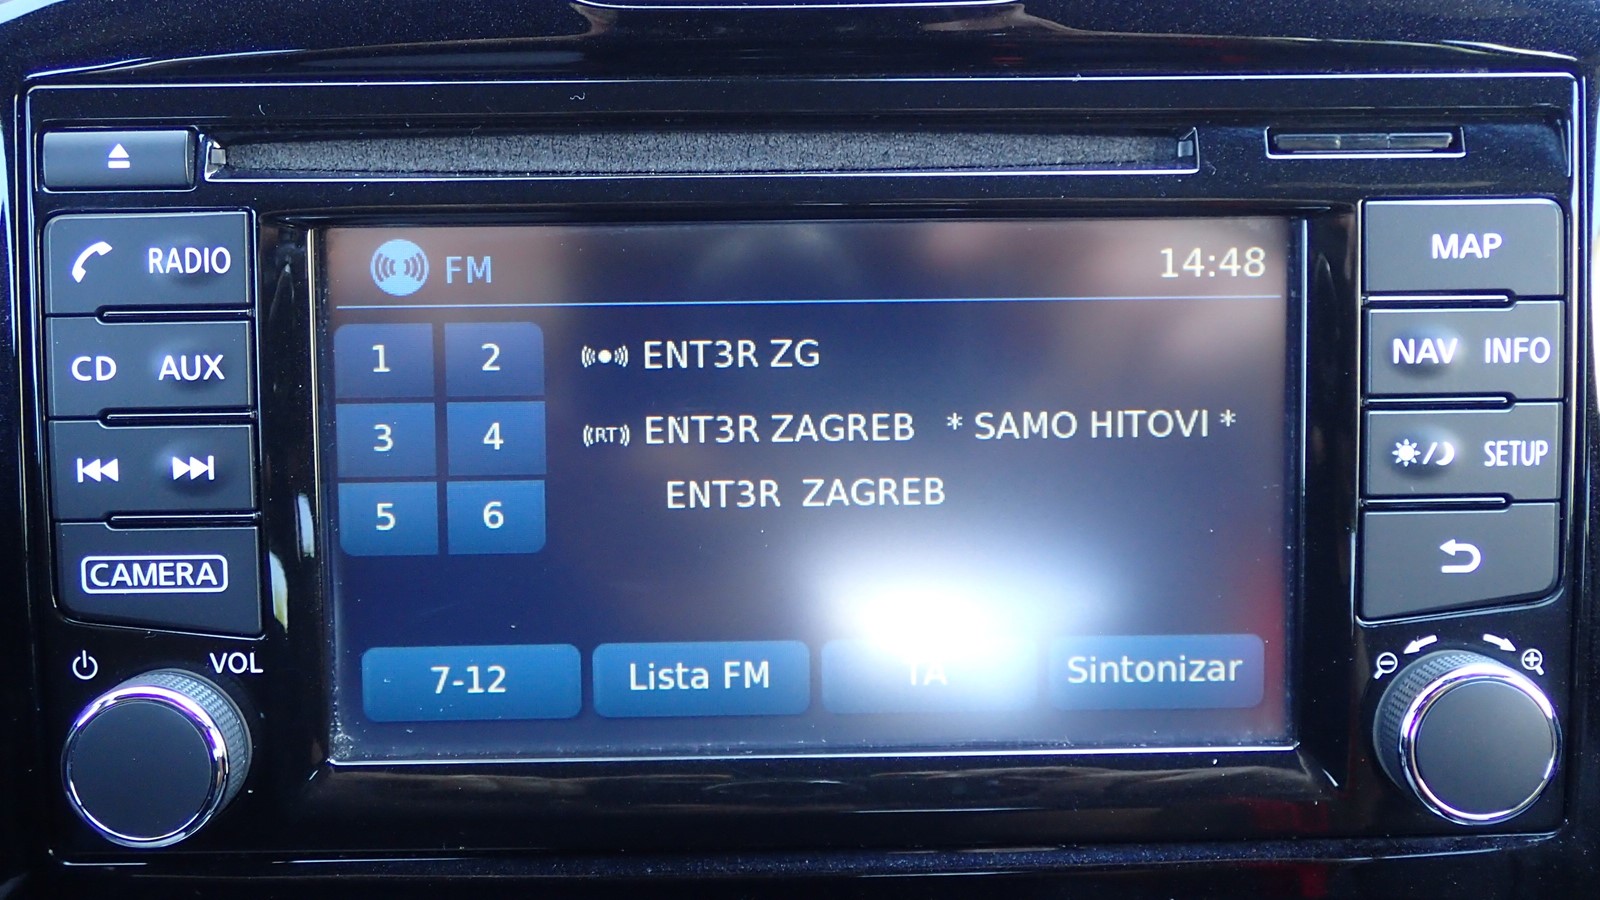 RADIO
CD AUX
CAMERA
VOL
FM
14:48
1 2
3 4
5 6
ENT3R ZG
((RT)) ENT3R ZAGREB * SAMO HITOVI *
ENT3R ZAGREB
7-12 Lista FM TA Sintonizar
MAP
NAV INFO
SETUP